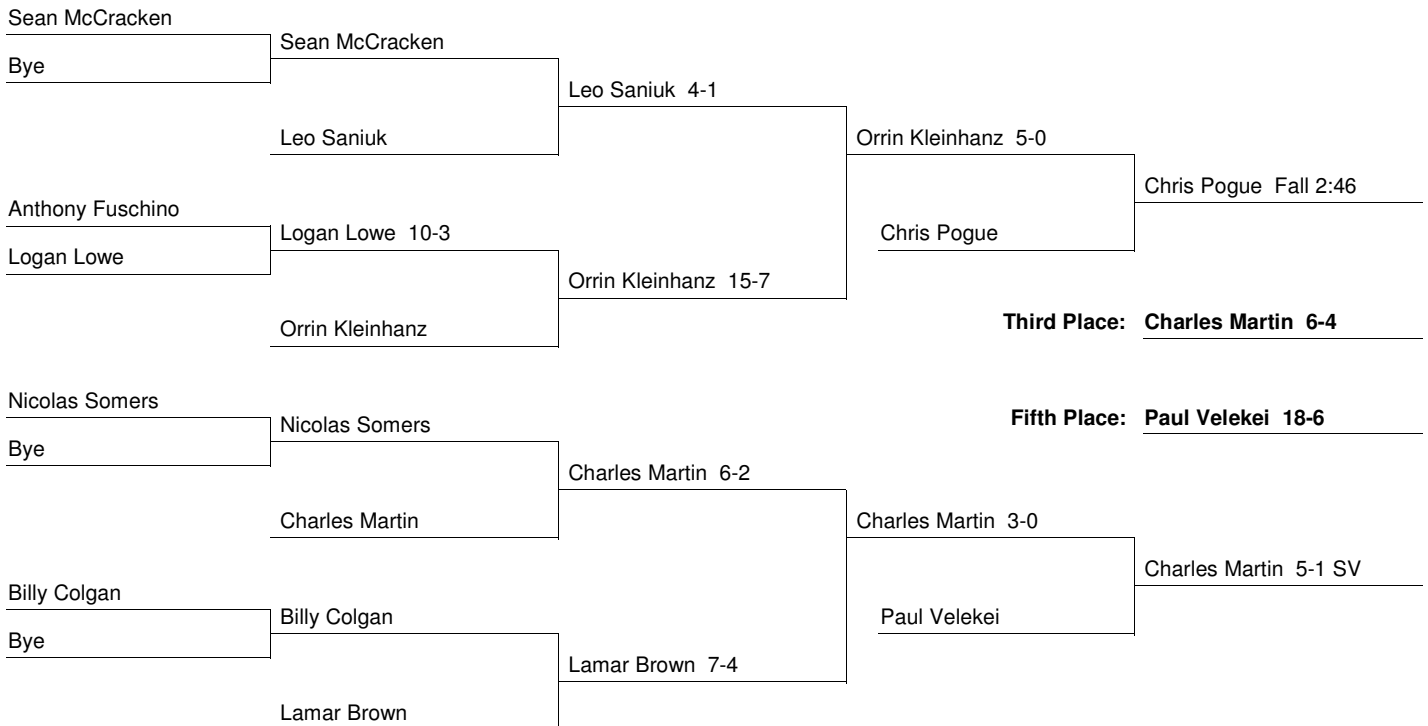 Sean McCracken
Sean McCracken
Bye
Leo Saniuk  4-1
Leo Saniuk
Orrin Kleinhanz  5-0
Chris Pogue  Fall 2:46
Anthony Fuschino
Logan Lowe  10-3
Chris Pogue
Logan Lowe
Orrin Kleinhanz  15-7
Orrin Kleinhanz
Third Place:  Charles Martin  6-4
Nicolas Somers
Nicolas Somers
Fifth Place:  Paul Velekei  18-6
Bye
Charles Martin  6-2
Charles Martin
Charles Martin  3-0
Charles Martin  5-1 SV
Billy Colgan
Billy Colgan
Paul Velekei
Bye
Lamar Brown  7-4
Lamar Brown